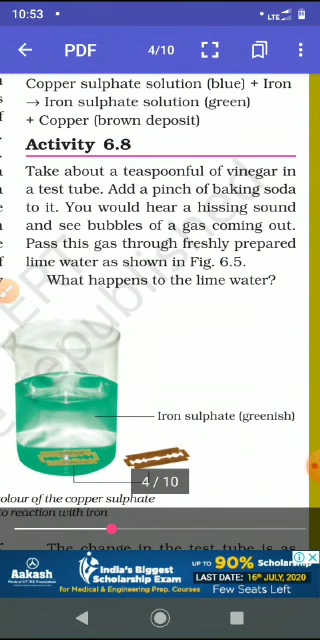 10:53
LTE
PDF
4/10
Copper sulphate solution (blue) + Iron
→ Iron sulphate solution (green)
+ Copper (brown deposit)
Activity 6.8
Take about a teaspoonful of vinegar in
a test tube. Add a pinch of baking soda
to it. You would hear a hissing sound
and see bubbles of a gas coming out.
Pass this gas through freshly prepared
lime water as shown in Fig. 6.5.
What happens to the lime water?
republished
Iron sulphate (greenish)
4 / 10
olour of the copper sulphate
o reaction with iron
The change in the test tube is as
Aakash
India's Biggest
Scholarship Exam
for Medical & Engineering Prep. Courses
UP TO 90% Scholarship
LAST DATE: 16th JULY, 2020
Few Seats Left